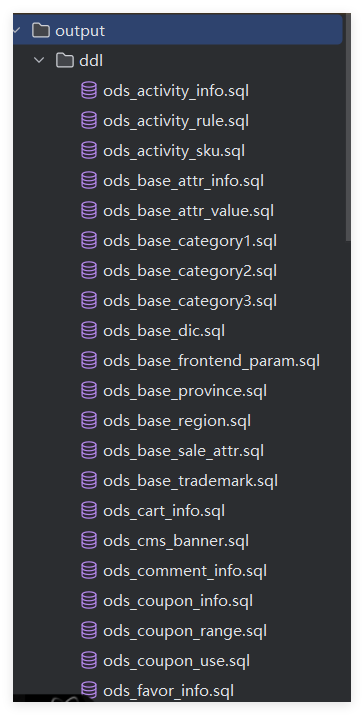 output
ddl
ods_activity_info.sql
ods_activity_rule.sql
ods_activity_sku.sql
ods_base_attr_info.sql
ods_base_attr_value.sql
ods_base_category1.sql
ods_base_category2.sql
ods_base_category3.sql
ods_base_dic.sql
ods_base_frontend_param.sql
ods_base_province.sql
ods_base_region.sql
ods_base_sale_attr.sql
ods_base_trademark.sql
ods_cart_info.sql
ods_cms_banner.sql
ods_comment_info.sql
ods_coupon_info.sql
ods_coupon_range.sql
ods_coupon_use.sql
ods_favor_info.sql